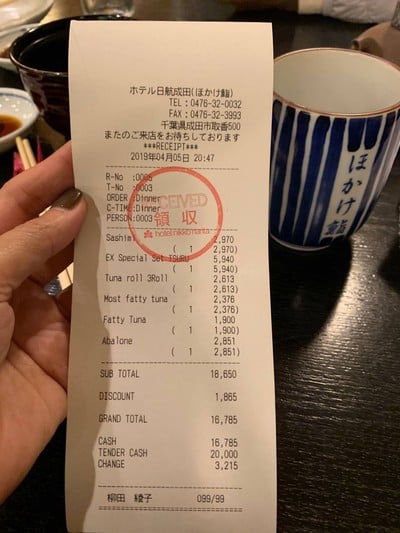 ホテル日航成田(ほかけ鮨)
TEL：0476-32-0032
FAX：0476-32-3993
千葉県成田市取香500
またのご来店をお待ちしております
***RECEIPT***
2019年04月05日 20:47
R-No :0005
T-No :0003
ORDER :Dinner
C-TIME:Dinner
PERSON:0003
RECEIVED
領収
hotel nikko narita
Sashimi 2,970
( 1 2,970)
EX Special Set TSURU 5,940
( 1 5,940)
Tuna roll 3Roll 2,613
( 1 2,613)
Most fatty tuna 2,376
( 1 2,376)
Fatty Tuna 1,900
( 1 1,900)
Abalone 2,851
( 1 2,851)
SUB TOTAL 18,650
DISCOUNT 1,865
GRAND TOTAL 16,785
CASH 16,785
TENDER CASH 20,000
CHANGE 3,215
柳田 綾子 099/99
ほかけ鮨